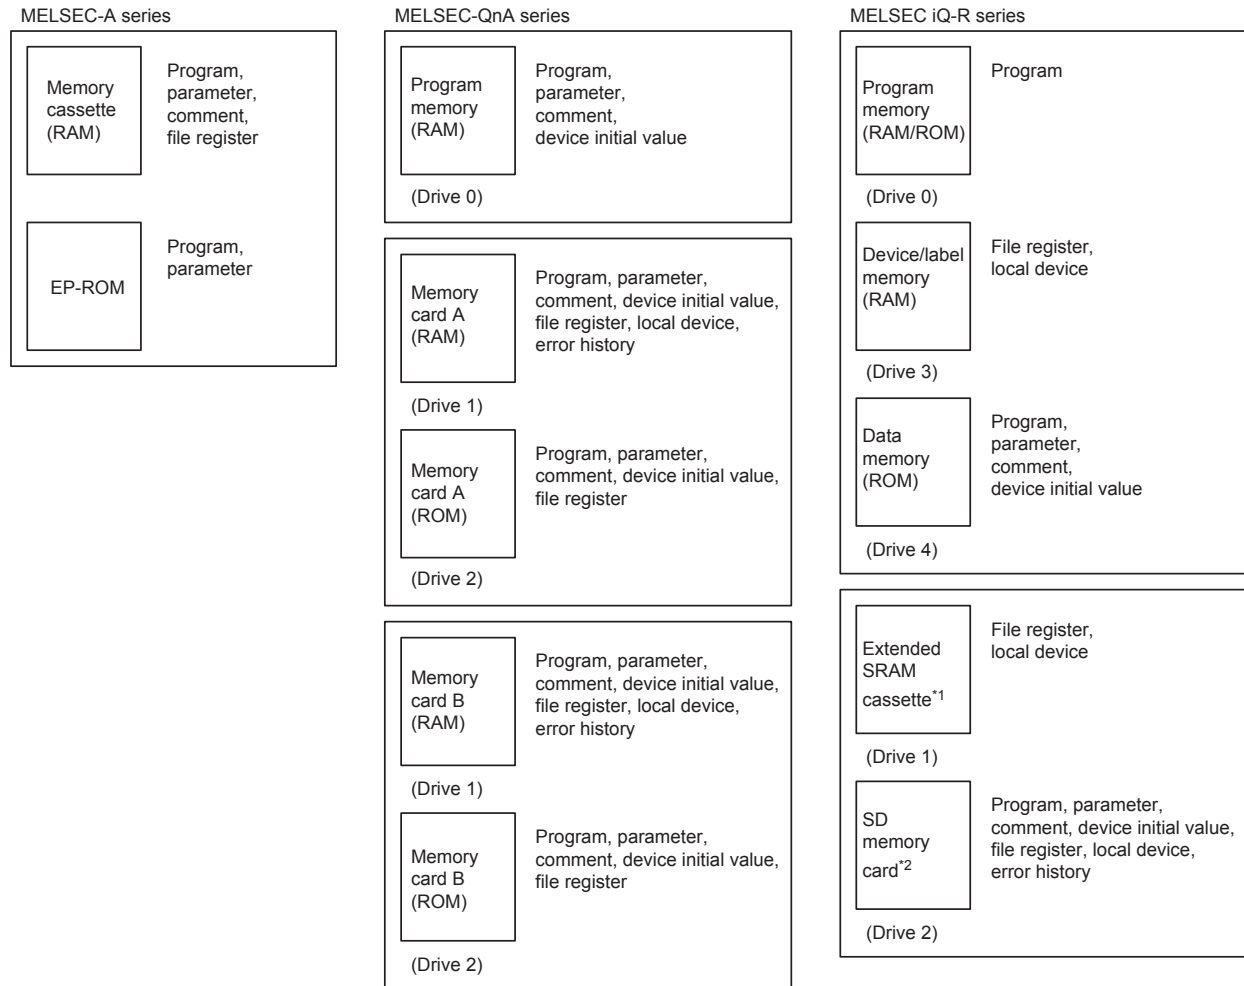 MELSEC-A series
Memory
cassette
(RAM)
Program,
parameter,
comment,
file register
EP-ROM
Program,
parameter
MELSEC-QnA series
Program
memory
(RAM)
Program,
parameter,
comment,
device initial value
(Drive 0)
Memory
card A
(RAM)
Program, parameter,
comment, device initial value,
file register, local device,
error history
(Drive 1)
Memory
card A
(ROM)
Program, parameter,
comment, device initial value,
file register
(Drive 2)
Memory
card B
(RAM)
Program, parameter,
comment, device initial value,
file register, local device,
error history
(Drive 1)
Memory
card B
(ROM)
Program, parameter,
comment, device initial value,
file register
(Drive 2)
MELSEC iQ-R series
Program
memory
(RAM/ROM)
Program
(Drive 0)
Device/label
memory
(RAM)
File register,
local device
(Drive 3)
Data
memory
(ROM)
Program,
parameter,
comment,
device initial value
(Drive 4)
Extended
SRAM
cassette*1
File register,
local device
(Drive 1)
SD
memory
card*2
Program, parameter,
comment, device initial value,
file register, local device,
error history
(Drive 2)